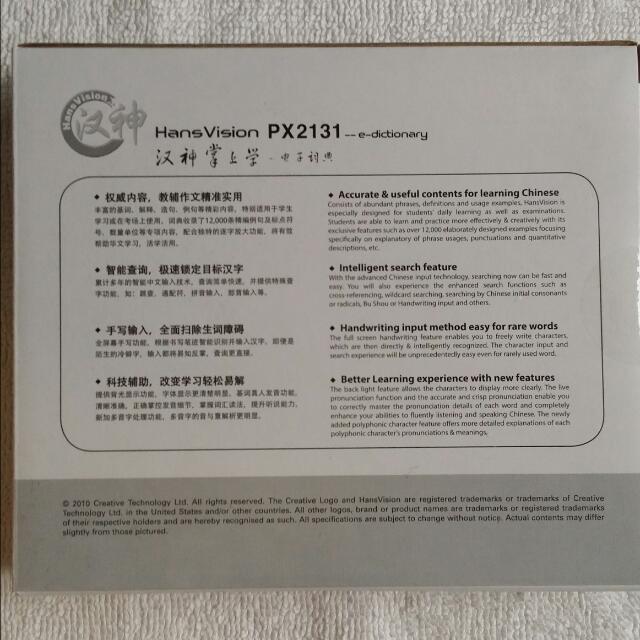 HansVision
汉神
HansVision PX2131 -- e-dictionary
汉神掌上学 - 电子词典
◆ 权威内容，教辅作文精准实用
丰富的基词、解释、造句、例句等精彩内容，特别适用于学生
学习或在考场上使用。词典收录了12,000条精编例句及标点符
号、数量单位等专项内容，配合独特的逐字放大功能，将有效
帮助华文学习，活学活用。
◆ 智能查询，极速锁定目标汉字
累计多年的智能中文输入技术，查询简单快速，并提供特殊查
字功能，如：跳查、通配符、拼音输入、部首输入等。
◆ 手写输入，全面扫除生词障碍
全屏幕手写功能，根据书写笔迹智能识别并输入汉字。即便是
陌生的冷僻字，输入都将易如反掌，查询更直接。
◆ 科技辅助，改变学习轻松易解
提供背光显示功能，字体显示更清楚明显。基词真人发音功能，
清晰准确，正确掌控发音细节，掌握词汇读法，提升听说能力。
新加多音字处理功能，多音字的音与重解析更明显。
◆ Accurate & useful contents for learning Chinese
Consists of abundant phrases, definitions and usage examples, HansVision is
especially designed for students' daily learning as well as examinations.
Students are able to learn and practice more effectively & creatively with its
exclusive features such as over 12,000 elaborately designed examples focusing
specifically on explanatory of phrase usages, punctuations and quantitative
descriptions, etc.
◆ Intelligent search feature
With the advanced Chinese input technology, searching now can be fast and
easy. You will also experience the enhanced search functions such as
cross-referencing, wildcard searching, searching by Chinese initial consonants
or radicals, Bu Shou or Handwriting input and others.
◆ Handwriting input method easy for rare words
The full screen handwriting feature enables you to freely write characters,
which are then directly & intelligently recognized. The character input and
search experience will be unprecedentedly easy even for rarely used word.
◆ Better Learning experience with new features
The back light feature allows the characters to display more clearly. The live
pronunciation function and the accurate and crisp pronunciation enable you
to correctly master the pronunciation details of each word and completely
enhance your abilities to fluently listening and speaking Chinese. The newly
added polyphonic character feature offers more detailed explanations of each
polyphonic character's pronunciations & meanings.
© 2010 Creative Technology Ltd. All rights reserved. The Creative Logo and HansVision are registered trademarks or trademarks of Creative
Technology Ltd. in the United States and/or other countries. All other logos, brand or product names are trademarks or registered trademarks
of their respective holders and are hereby recognised as such. All specifications are subject to change without notice. Actual contents may differ
slightly from those pictured.